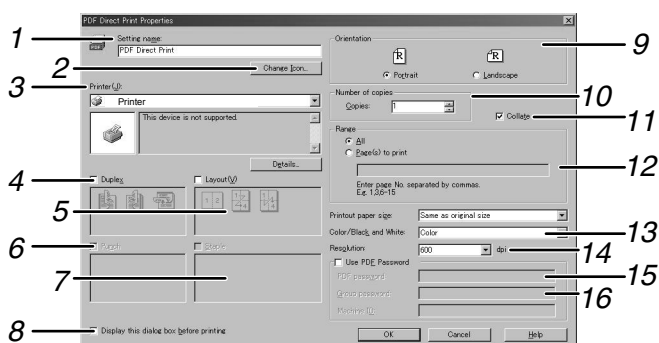 PDF Direct Print Properties
1
Setting name:
PDF Direct Print
2
Change Icon...
3
Printer(J):
Printer
This device is not supported.
Details...
4
Duplex
Layout(V)
5
6
Punch
Staple
7
8
Display this dialog box before printing
Orientation
9
R
R
Portrait
Landscape
Number of copies
10
Copies:
1
Collate
11
Range
All
Page(s) to print
12
Enter page No. separated by commas.
E.g. 1,3,6-15
Printout paper size:
Same as original size
Color/Black and White:
Color
13
Resolution:
600
dpi
14
Use PDF Password
PDF password
15
Group password
16
Machine ID:
OK
Cancel
Help